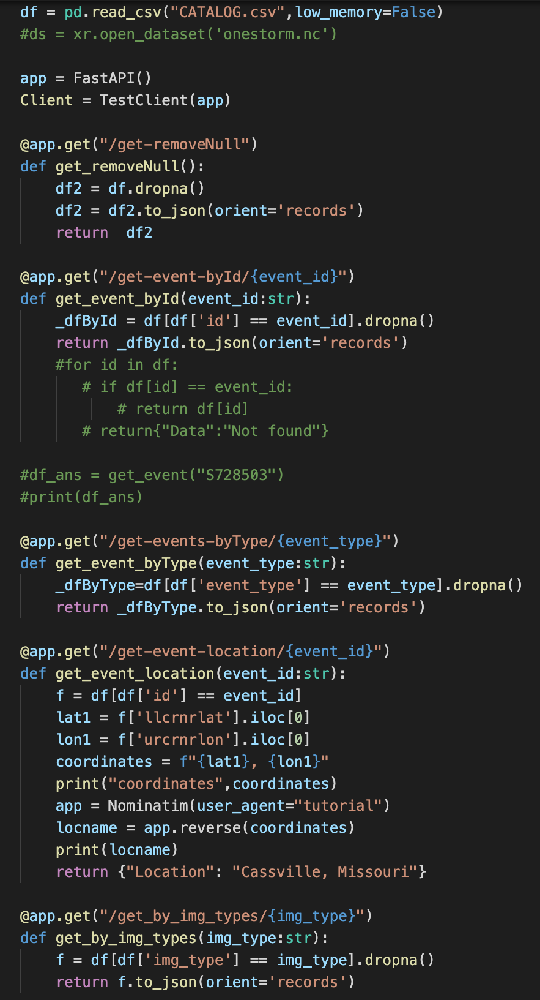 df = pd.read_csv("CATALOG.csv",low_memory=False)
#ds = xr.open_dataset('onestorm.nc')

app = FastAPI()
Client = TestClient(app)

@app.get("/get-removeNull")
def get_removeNull():
    df2 = df.dropna()
    df2 = df2.to_json(orient='records')
    return  df2

@app.get("/get-event-byId/{event_id}")
def get_event_byId(event_id:str):
    _dfById = df[df['id'] == event_id].dropna()
    return _dfById.to_json(orient='records')
    #for id in df:
       # if df[id] == event_id:
           # return df[id]
       # return{"Data":"Not found"}

#df_ans = get_event("S728503")
#print(df_ans)

@app.get("/get-events-byType/{event_type}")
def get_event_byType(event_type:str):
    _dfByType=df[df['event_type'] == event_type].dropna()
    return _dfByType.to_json(orient='records')

@app.get("/get-event-location/{event_id}")
def get_event_location(event_id:str):
    f = df[df['id'] == event_id]
    lat1 = f['llcrnrlat'].iloc[0]
    lon1 = f['urcrnrlon'].iloc[0]
    coordinates = f"{lat1}, {lon1}"
    print("coordinates",coordinates)
    app = Nominatim(user_agent="tutorial")
    locname = app.reverse(coordinates)
    print(locname)
    return {"Location": "Cassville, Missouri"}

@app.get("/get_by_img_types/{img_type}")
def get_by_img_types(img_type:str):
    f = df[df['img_type'] == img_type].dropna()
    return f.to_json(orient='records')